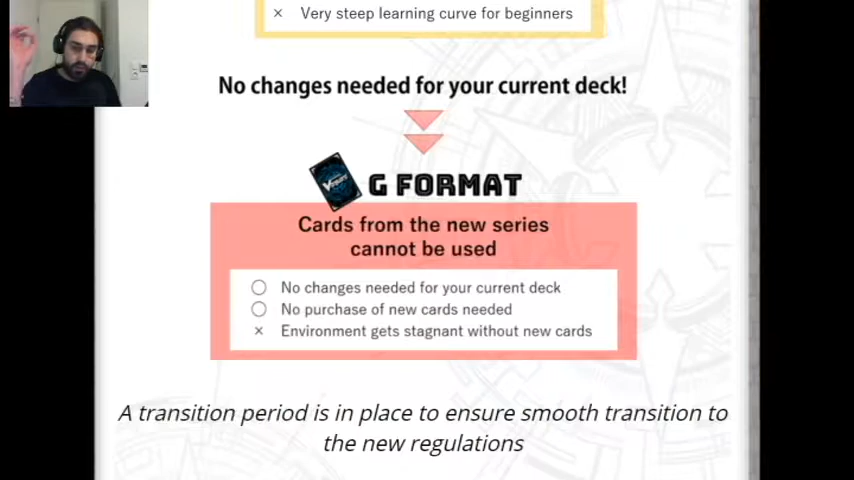 × Very steep learning curve for beginners
No changes needed for your current deck!
G FORMAT
Cards from the new series
cannot be used
○ No changes needed for your current deck
○ No purchase of new cards needed
× Environment gets stagnant without new cards
A transition period is in place to ensure smooth transition to
the new regulations